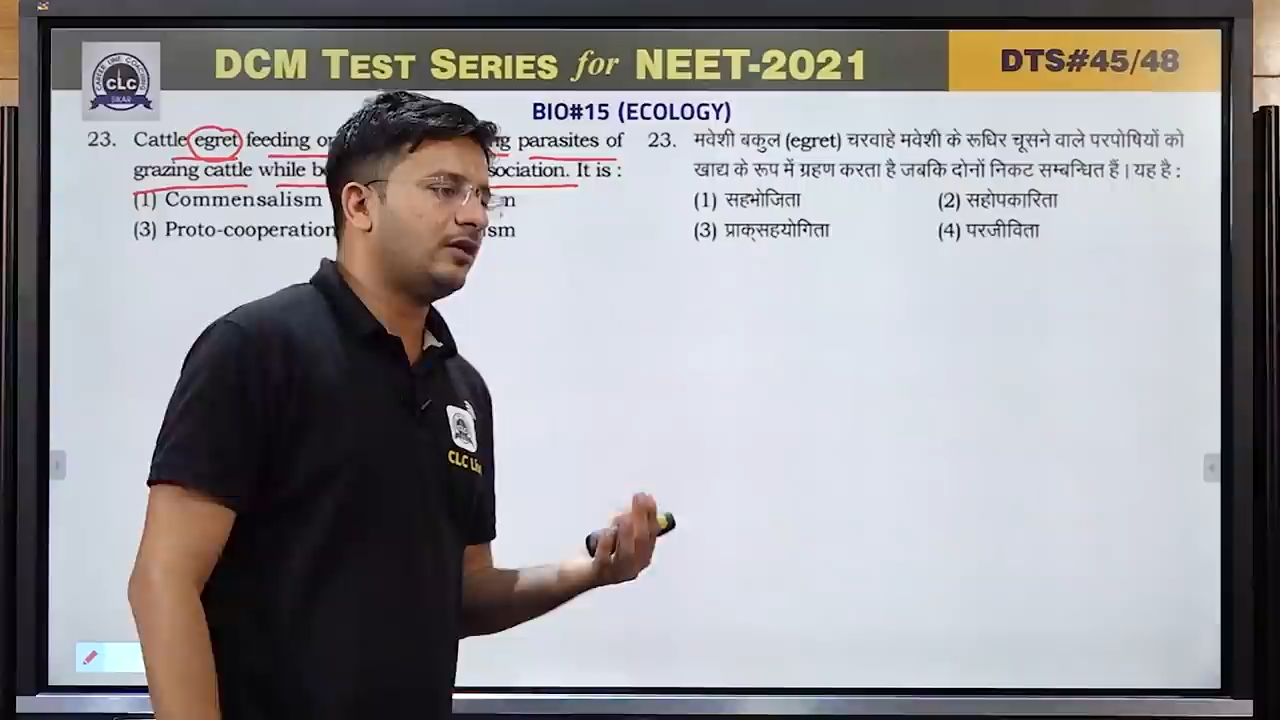 DCM TEST SERIES for NEET-2021
DTS#45/48
CLC
SIKAR
BIO#15 (ECOLOGY)
23. Cattle egret feeding parasites of
grazing cattle while sociation. It is :
(1) Commensalism
(3) Proto-cooperation
23. मवेशी बकुल (egret) चरवाहे मवेशी के रूधिर चूसने वाले परपोषियों को
खाद्य के रूप में ग्रहण करता है जबकि दोनों निकट सम्बन्धित हैं। यह है :
(1) सहभोजिता (2) सहोपकारिता
(3) प्राक्सहयोगिता (4) परजीविता
CLC